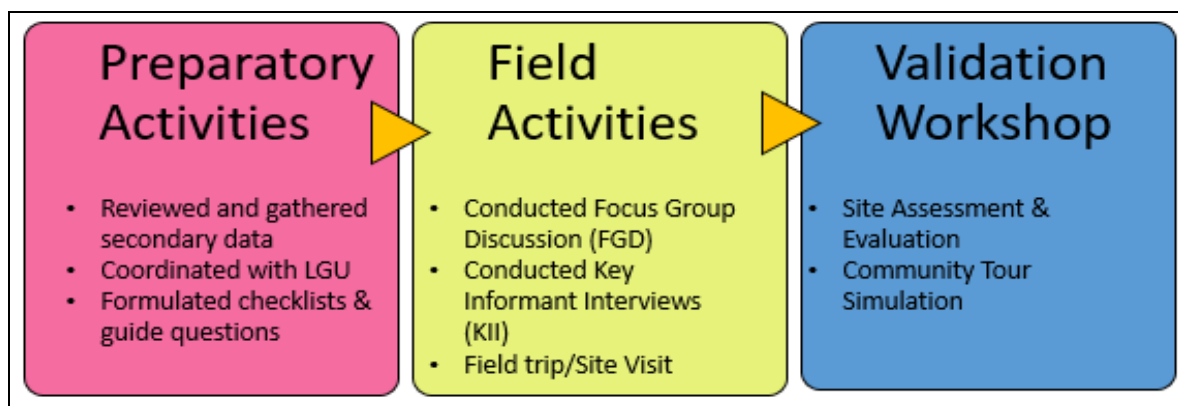 Preparatory
Activities
• Reviewed and gathered
secondary data
• Coordinated with LGU
• Formulated checklists &
guide questions
Field
Activities
• Conducted Focus Group
Discussion (FGD)
• Conducted Key
Informant Interviews
(KII)
• Field trip/Site Visit
Validation
Workshop
• Site Assessment &
Evaluation
• Community Tour
Simulation